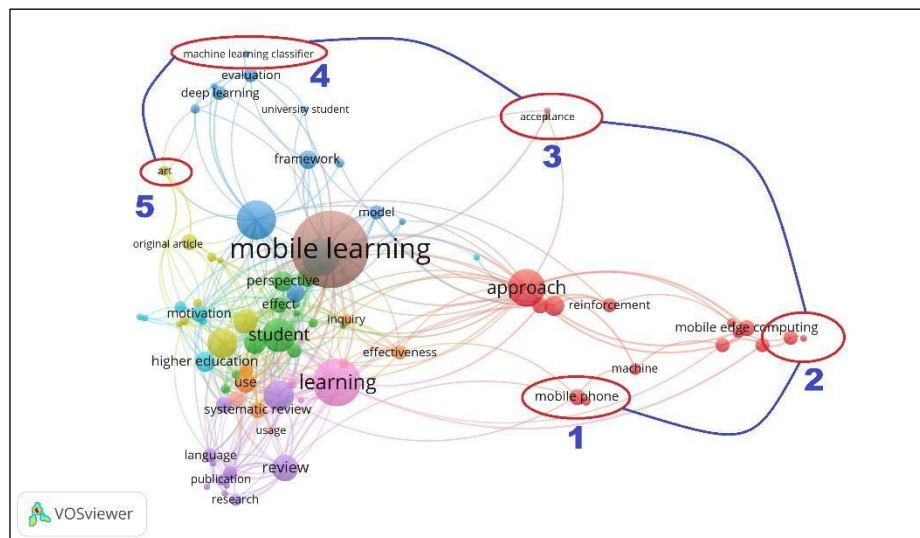 machine learning classifier
4
evaluation
deep learning
university student
acceptance
3
framework
art
5
model
original article
mobile learning
perspective
approach
effect
reinforcement
motivation
inquiry
student
mobile edge computing
2
higher education
effectiveness
machine
use
learning
mobile phone
1
systematic review
usage
language
review
publication
research
VOSviewer